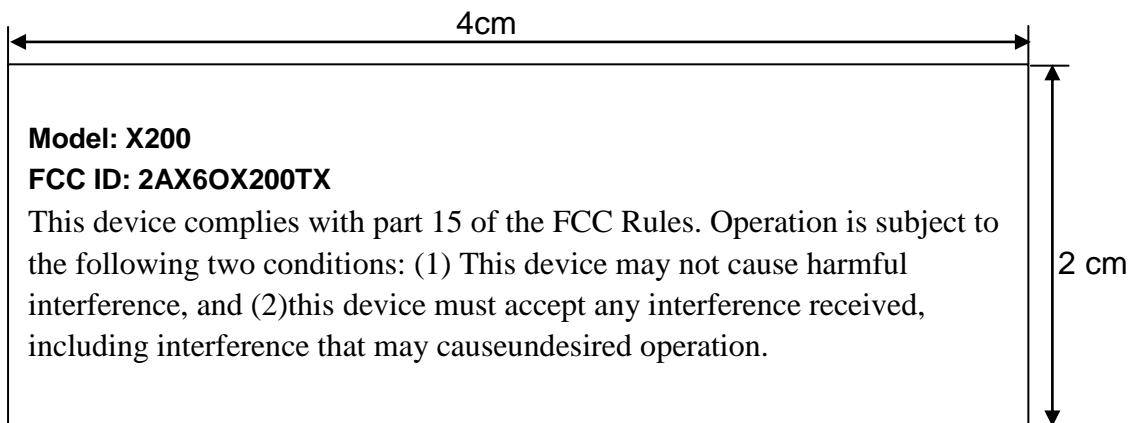 4cm
Model: X200
FCC ID: 2AX6OX200TX
This device complies with part 15 of the FCC Rules. Operation is subject to
the following two conditions: (1) This device may not cause harmful
interference, and (2)this device must accept any interference received,
including interference that may causeundesired operation.
2 cm